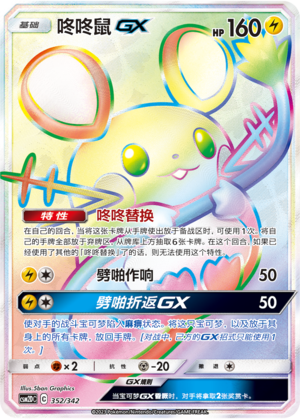 基础 咚咚鼠GX HP160
特性 咚咚替换
在自己的回合，当将这张卡牌从手牌使出放于备战区时，可使用1次。将自
己的手牌全部放于弃牌区，从牌库上方抽取6张卡牌。在这个回合，如果已
经使用了其他的「咚咚替换」了的话，则无法使用这个特性。
劈啪作响 50
劈啪折返GX 50
使对手的战斗宝可梦陷入麻痹状态。将这只宝可梦，以及放于其
身上的所有卡牌，放回手牌。[对战中，己方的GX招式只能使用1
次。]
弱点 ×2 抗性 -20 撤退
Illus. 5ban Graphics
CSM2DC C 352/342
GX规则
当宝可梦GX昏厥时，对手将拿取2张奖赏卡。
©2023 Pokémon/Nintendo/Creatures/GAME FREAK